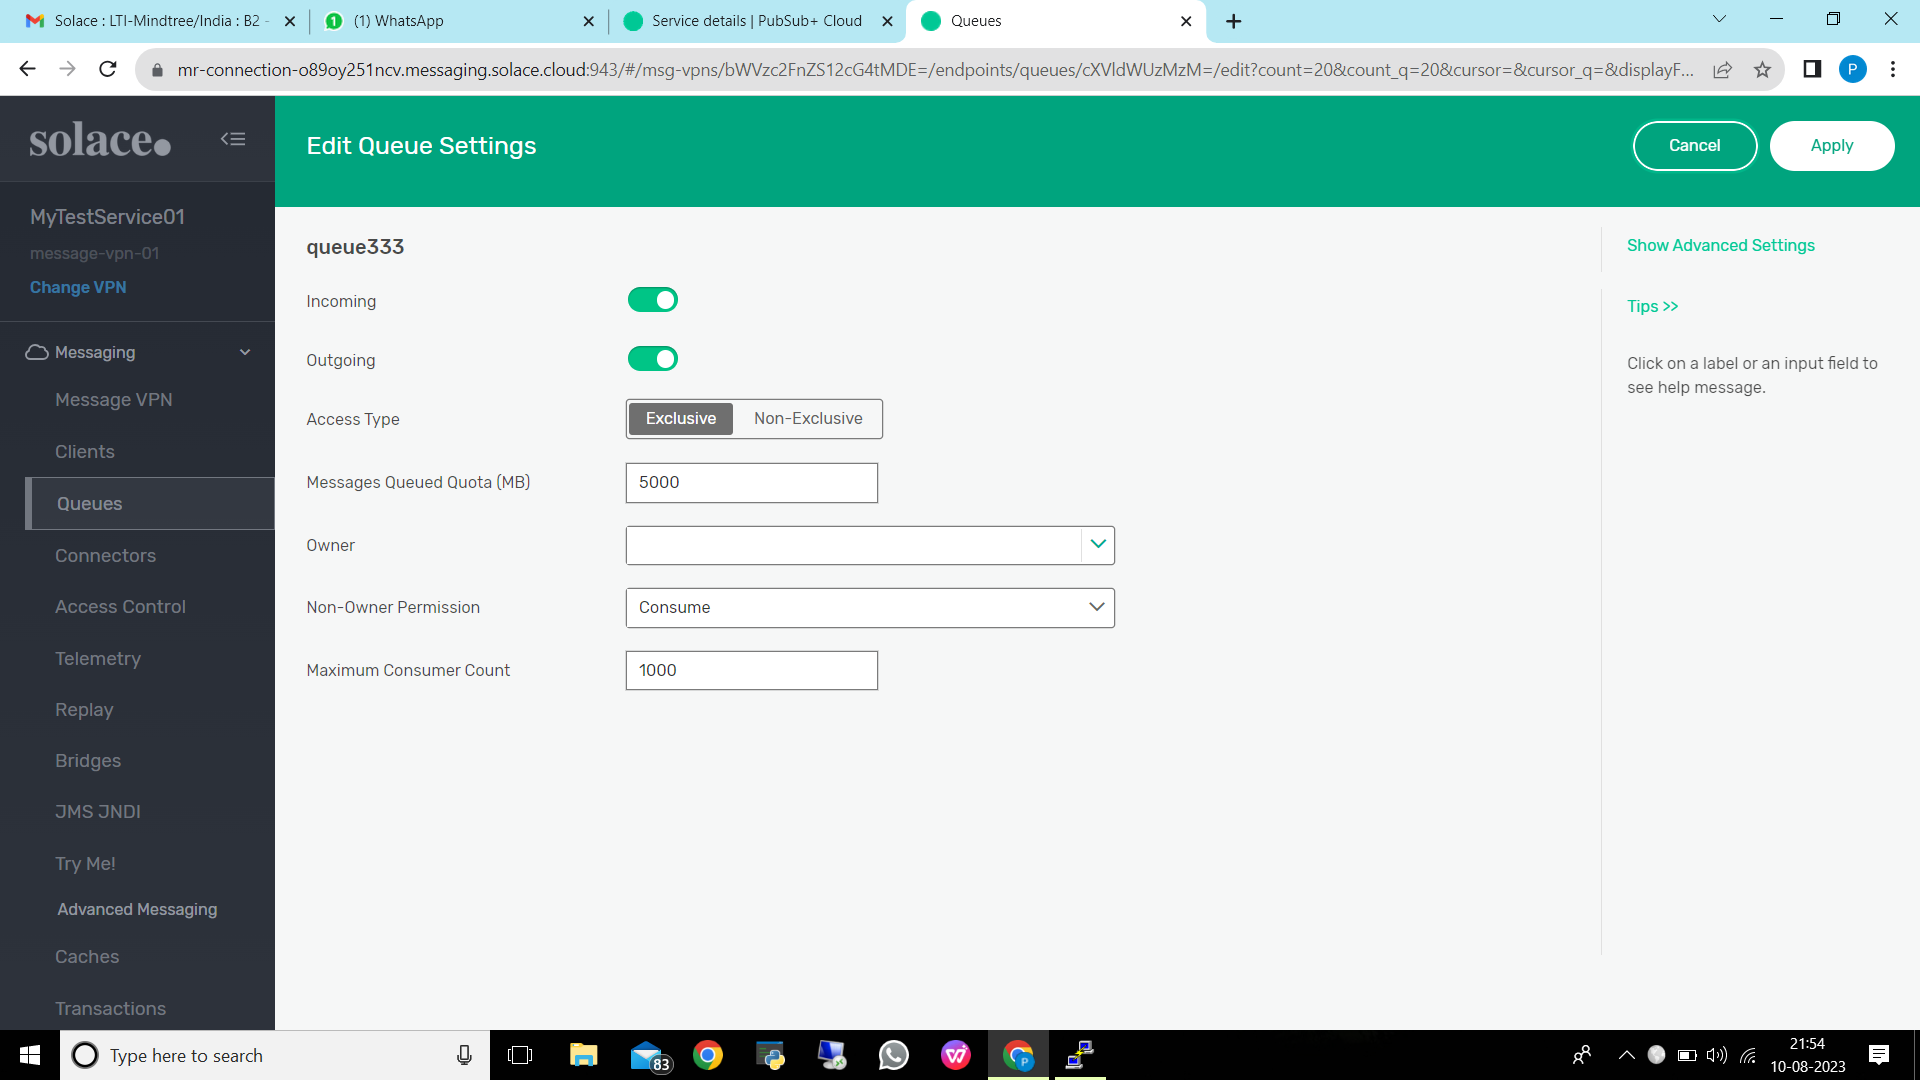 Solace : LTI-Mindtree/India : B2 -
1 (1) WhatsApp
Service details | PubSub+ Cloud
Queues
mr-connection-o89oy251ncv.messaging.solace.cloud:943/#/msg-vpns/bWVzc2FnZS12cG4tMDE=/endpoints/queues/cXVldWUzMzM=/edit?count=20&count_q=20&cursor=&cursor_q=&displayF...
P
solace
Edit Queue Settings
Cancel
Apply
MyTestService01
message-vpn-01
Change VPN
Messaging
Message VPN
Clients
Queues
Connectors
Access Control
Telemetry
Replay
Bridges
JMS JNDI
Try Me!
Advanced Messaging
Caches
Transactions
queue333
Incoming
Outgoing
Access Type
Exclusive
Non-Exclusive
Messages Queued Quota (MB)
5000
Owner
Non-Owner Permission
Consume
Maximum Consumer Count
1000
Show Advanced Settings
Tips >>
Click on a label or an input field to
see help message.
Type here to search
83
P
21:54
10-08-2023